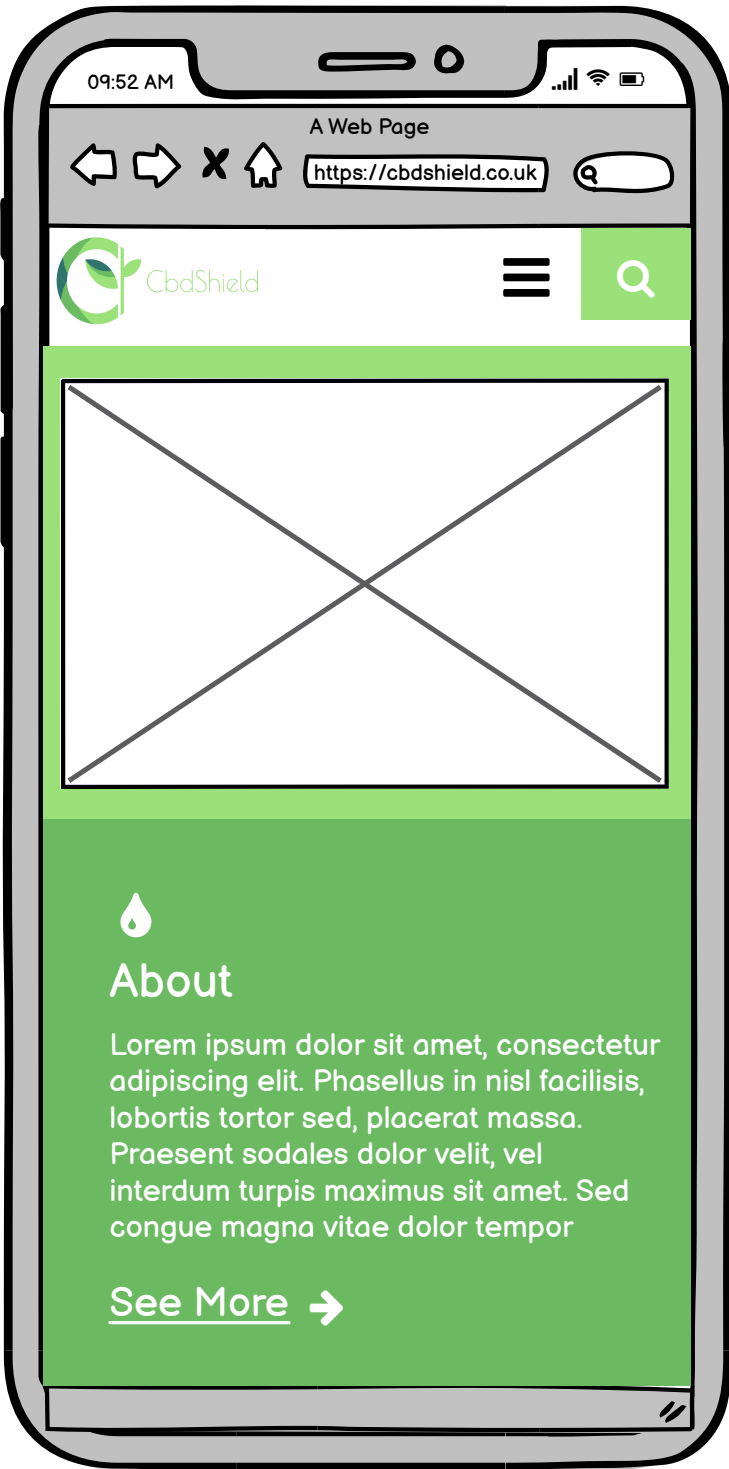 09:52 AM
A Web Page
https://cbdshield.co.uk
CbdShield
About
Lorem ipsum dolor sit amet, consectetur
adipiscing elit. Phasellus in nisl facilisis,
lobortis tortor sed, placerat massa.
Praesent sodales dolor velit, vel
interdum turpis maximus sit amet. Sed
congue magna vitae dolor tempor
See More